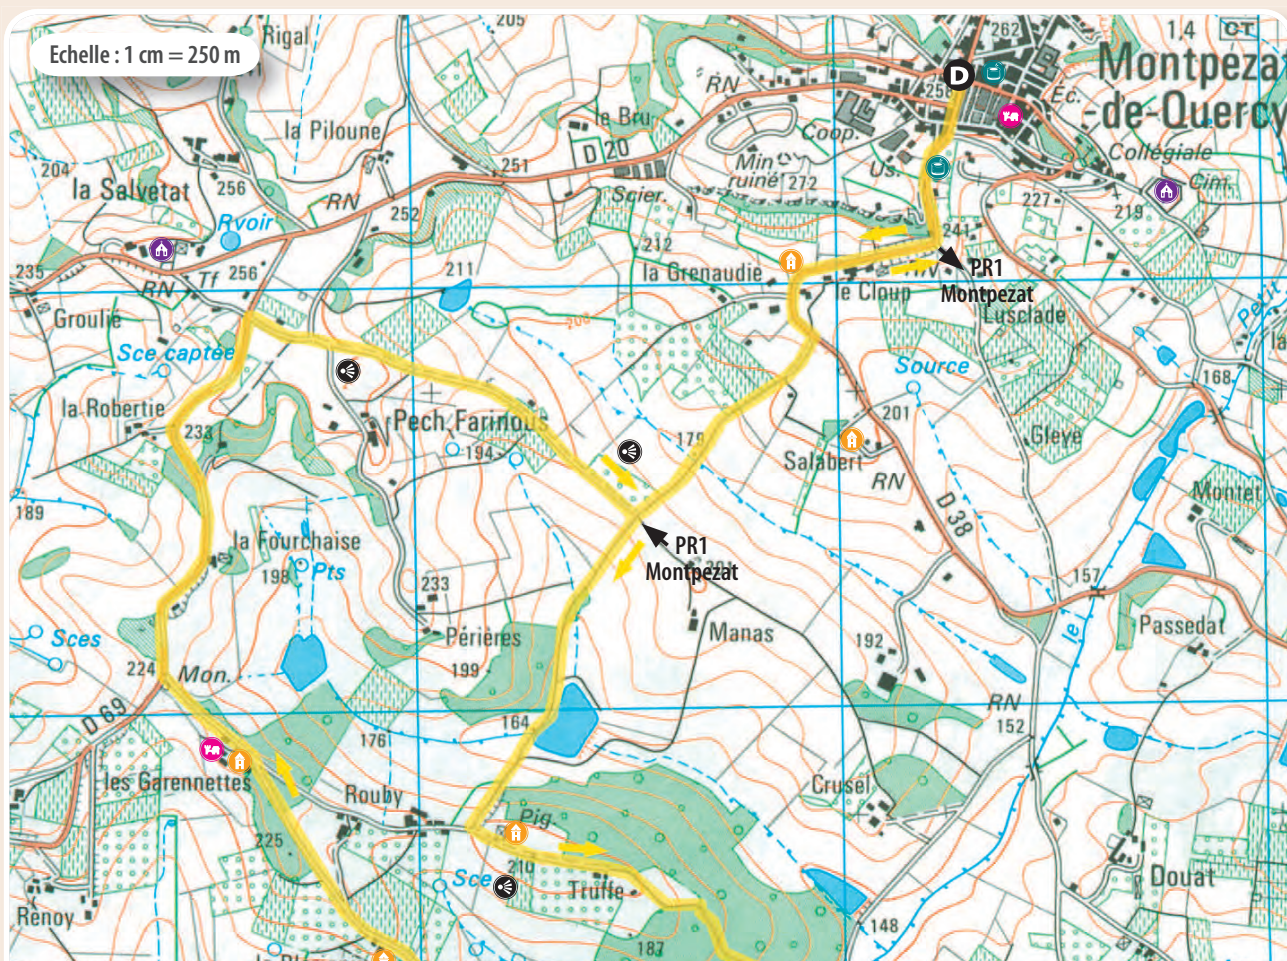 Echelle : 1 cm = 250 m
Rigal
205
262
1,4
CT
Montpezat
-de-Quercy
D
RN
Ec.
la Piloune
le Bru
Coop.
Collégiale
D 20
251
204
la Salvetat
256
Min
ruiné
272
Us.
Cim.
Scier.
227
219
RN
252
Rvoir
212
241
235
Tf
256
RN
211
la Grenaudie
PR1
Montpezat
le Cloup
Lusclade
Groulie
Sce captée
Source
Petit
la
168
la Robertie
233
Pech Farinous
194
179
201
Gleye
Salabert
RN
189
D 38
Montet
la Fourchaise
198
Pts
PR1
Montpezat
233
157
Sces
Périères
Manas
192
le
Passedat
224
Mon.
199
D 69
164
RN
152
176
les Garennettes
Rouby
Crusel
Pig.
225
210
Sce
Truffe
Douat
Renoy
187
148